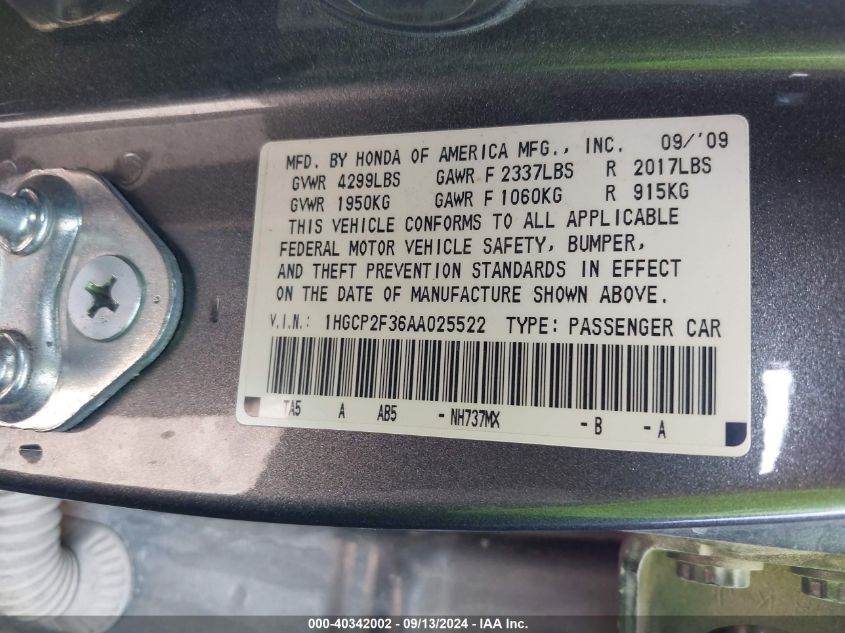 MFD. BY HONDA OF AMERICA MFG., INC. 09/'09
GVWR 4299LBS GAWR F 2337LBS R 2017LBS
GVWR 1950KG GAWR F 1060KG R 915KG
THIS VEHICLE CONFORMS TO ALL APPLICABLE
FEDERAL MOTOR VEHICLE SAFETY, BUMPER,
AND THEFT PREVENTION STANDARDS IN EFFECT
ON THE DATE OF MANUFACTURE SHOWN ABOVE.
V.I.N.: 1HGCP2F36AA025522 TYPE: PASSENGER CAR
TA5 A AB5 - NH737MX - B - A
000-40342002 - 09/13/2024 - IAA Inc.